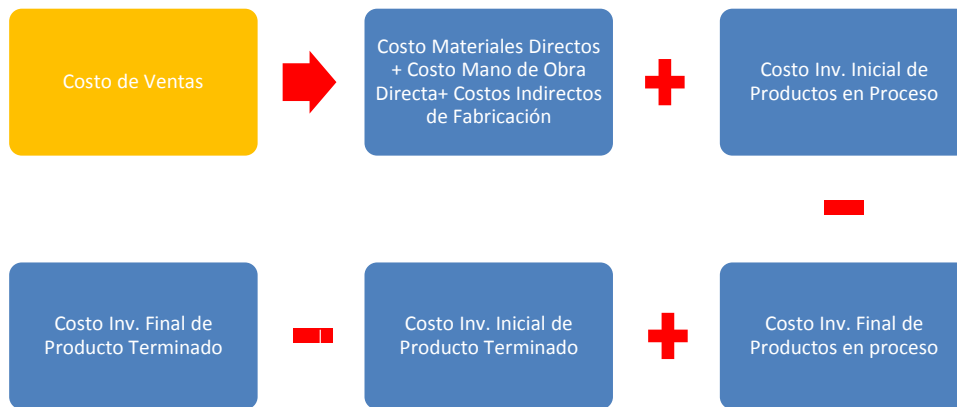 Costo de Ventas
Costo Materiales Directos
+ Costo Mano de Obra
Directa+ Costos Indirectos
de Fabricación
Costo Inv. Inicial de
Productos en Proceso
Costo Inv. Final de
Producto Terminado
Costo Inv. Inicial de
Producto Terminado
Costo Inv. Final de
Productos en proceso